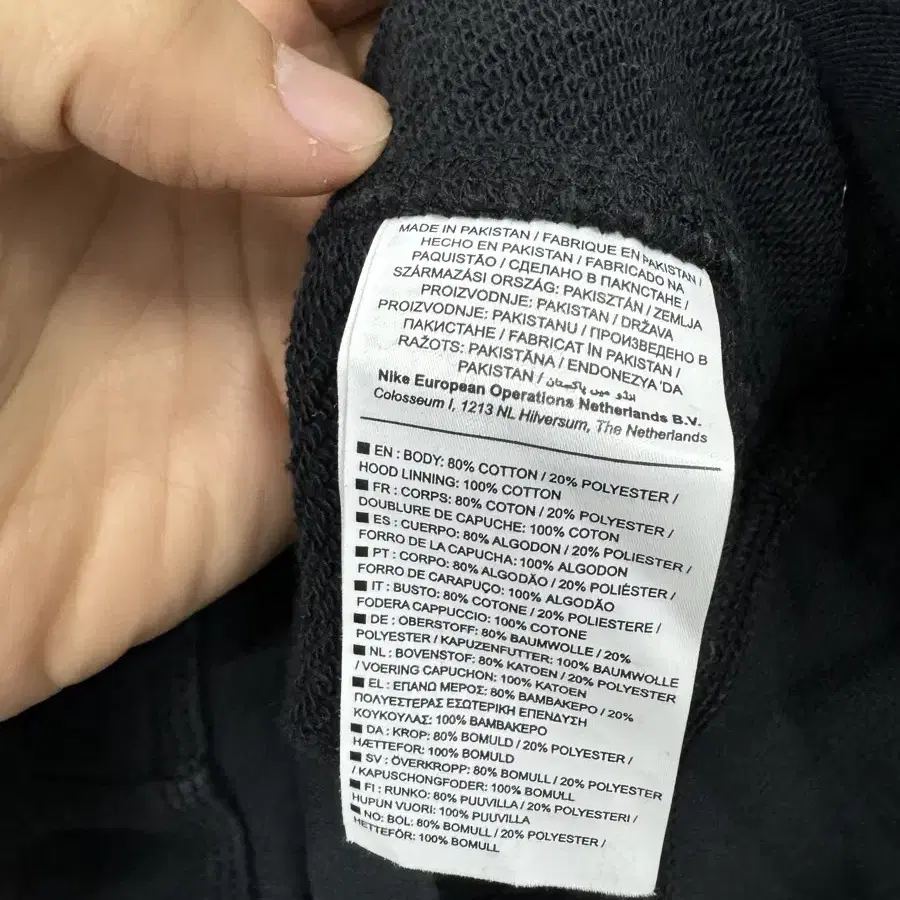 MADE IN PAKISTAN / FABRIQUE EN PAKISTAN /
HECHO EN PAKISTAN / FABRICADO NA
PAQUISTÃO / СДЕЛАНО В ПАКNСТАНЕ /
SZÁRMAZÁSI ORSZÁG: PAKISZTÁN / ZEMLJA
PROIZVODNJE: PAKISTAN / DRŽAVA
PROIZVODNJE: PAKISTANU / ПРОИЗВЕДЕНО В
ПАКИСТАНЕ / FABRICAT ÎN PAKISTAN /
RAŽOTS: PAKISTĀNA / ENDONEZYA 'DA
PAKISTAN / میں پاکستان
Nike European Operations Netherlands B.V.
Colosseum I, 1213 NL Hilversum, The Netherlands
EN : BODY: 80% COTTON / 20% POLYESTER /
HOOD LINNING: 100% COTTON
FR : CORPS: 80% COTON / 20% POLYESTER /
DOUBLURE DE CAPUCHE: 100% COTON
ES : CUERPO: 80% ALGODON / 20% POLIESTER /
FORRO DE LA CAPUCHA: 100% ALGODON
PT : CORPO: 80% ALGODÃO / 20% POLIÉSTER /
FORRO DE CARAPUÇO: 100% ALGODÃO
IT : BUSTO: 80% COTONE / 20% POLIESTERE /
FODERA CAPPUCCIO: 100% COTONE
DE : OBERSTOFF: 80% BAUMWOLLE / 20%
POLYESTER / KAPUZENFUTTER: 100% BAUMWOLLE
NL : BOVENSTOF: 80% KATOEN / 20% POLYESTER
/ VOERING CAPUCHON: 100% KATOEN
EL : ΕΠΑΝΩ ΜΕΡΟΣ: 80% ΒΑΜΒΑΚΕΡΟ / 20%
ΠΟΛΥΕΣΤΕΡΑΣ ΕΣΩΤΕΡΙΚΗ ΕΠΕΝΔΥΣΗ
ΚΟΥΚΟΥΛΑΣ: 100% ΒΑΜΒΑΚΕΡΟ
DA : KROP: 80% BOMULD / 20% POLYESTER /
HÆTTEFOR: 100% BOMULD
SV : ÖVERKROPP: 80% BOMULL / 20% POLYESTER
/ KAPUSCHONGFODER: 100% BOMULL
FI : RUNKO: 80% PUUVILLA / 20% POLYESTERI /
HUPUN VUORI: 100% PUUVILLA
NO: BOL: 80% BOMULL / 20% POLYESTER /
HETTEFÔR: 100% BOMULL